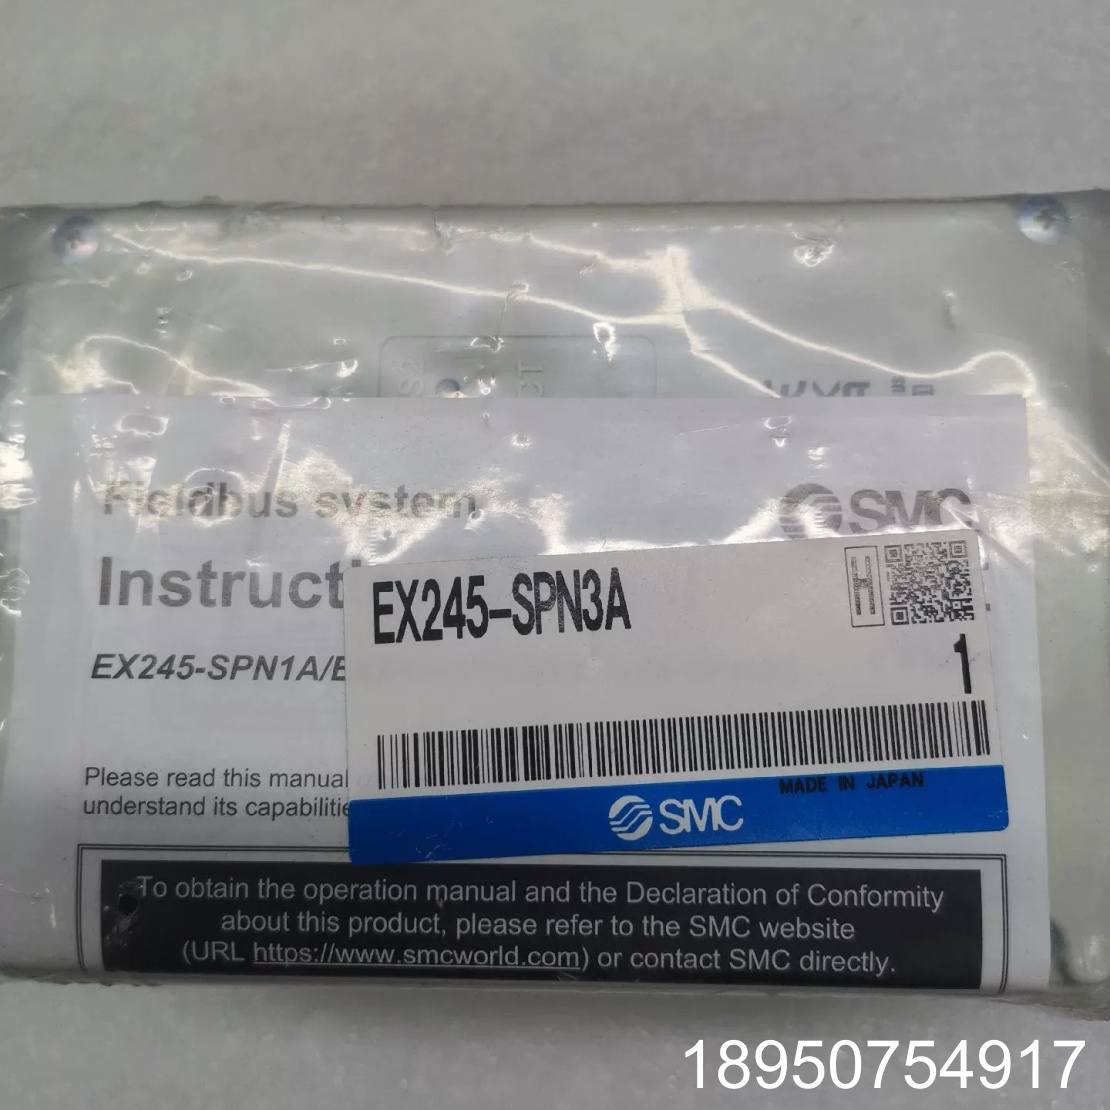 S2
CT
Fieldbus system
SMC
Instructi
EX245-SPN1A/E
EX245-SPN3A
H
1
Please read this manual
understand its capabilitie
MADE IN JAPAN
SMC
To obtain the operation manual and the Declaration of Conformity
about this product, please refer to the SMC website
(URL https://www.smcworld.com) or contact SMC directly.
18950754917